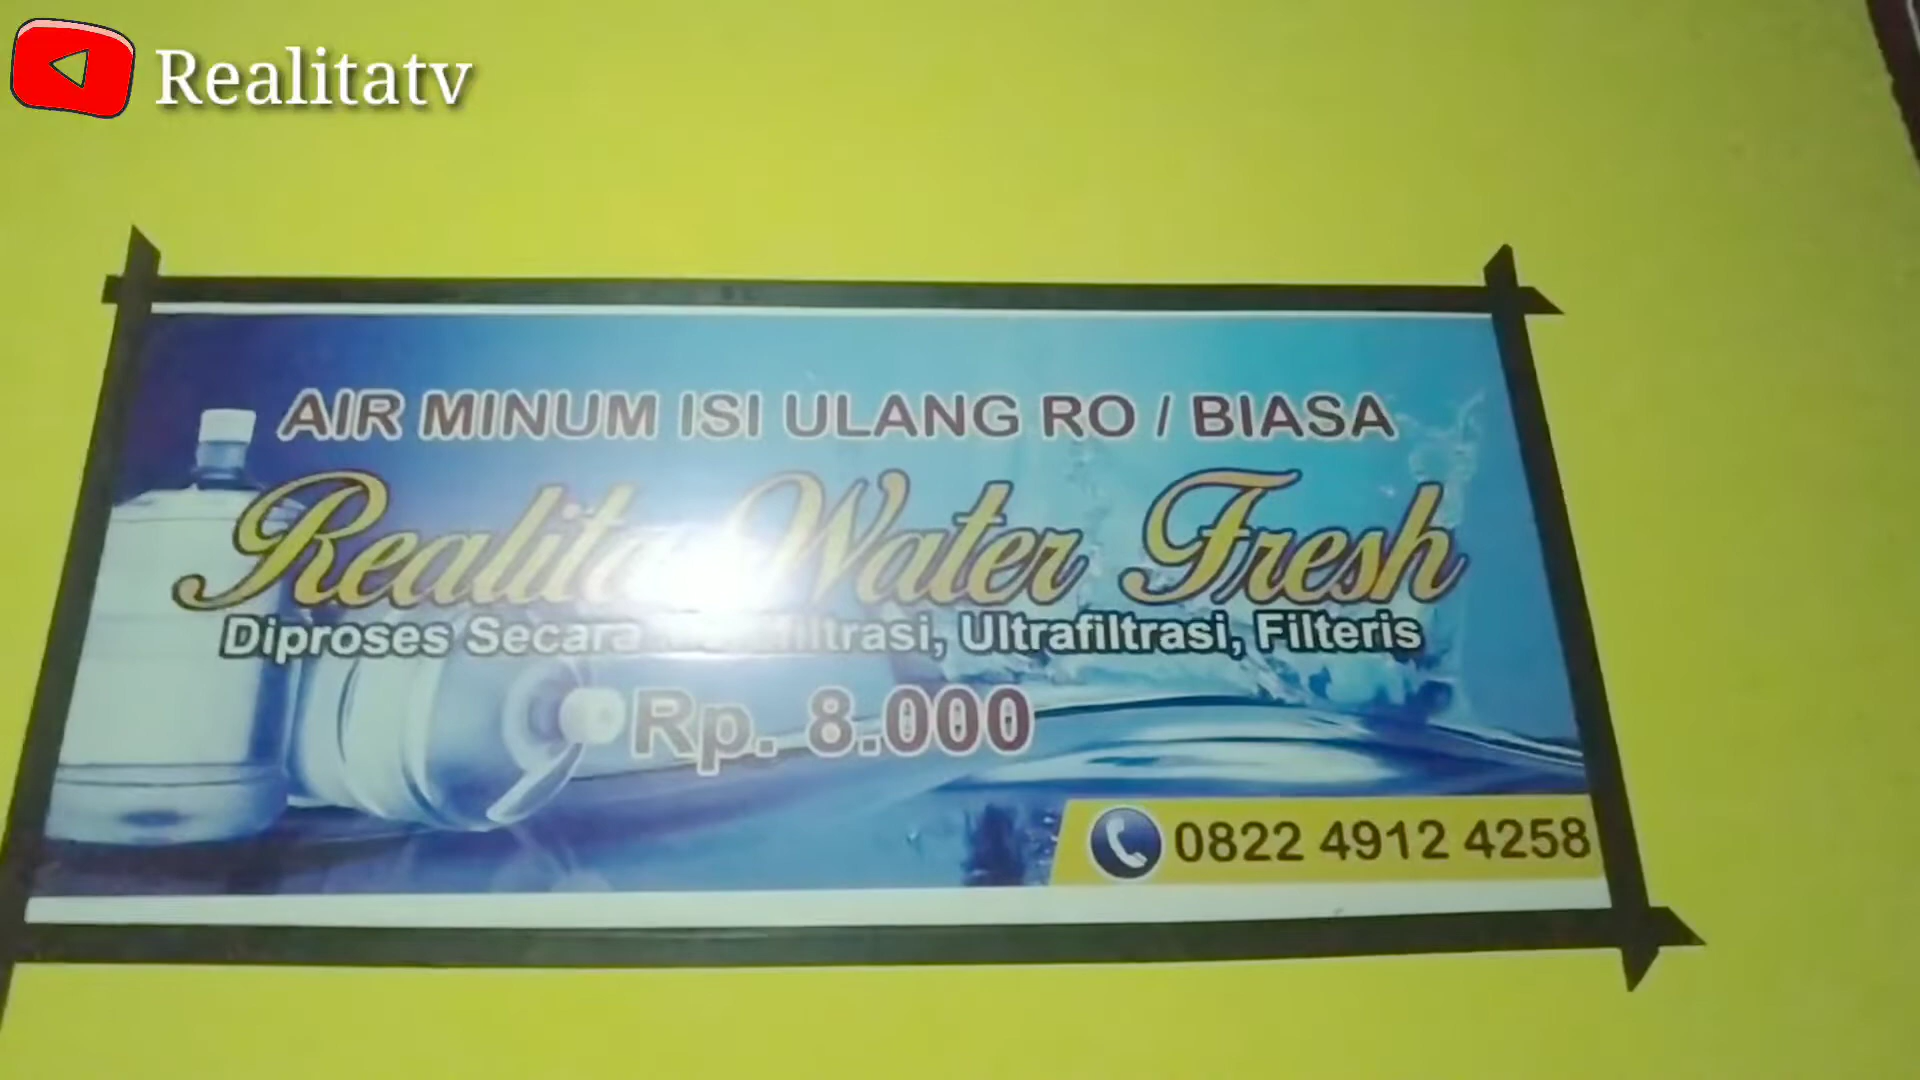 Realitatv
AIR MINUM ISI ULANG RO / BIASA
Realita Water Fresh
Diproses Secara Ultrafiltrasi, Filteris
Rp. 8.000
0822 4912 4258